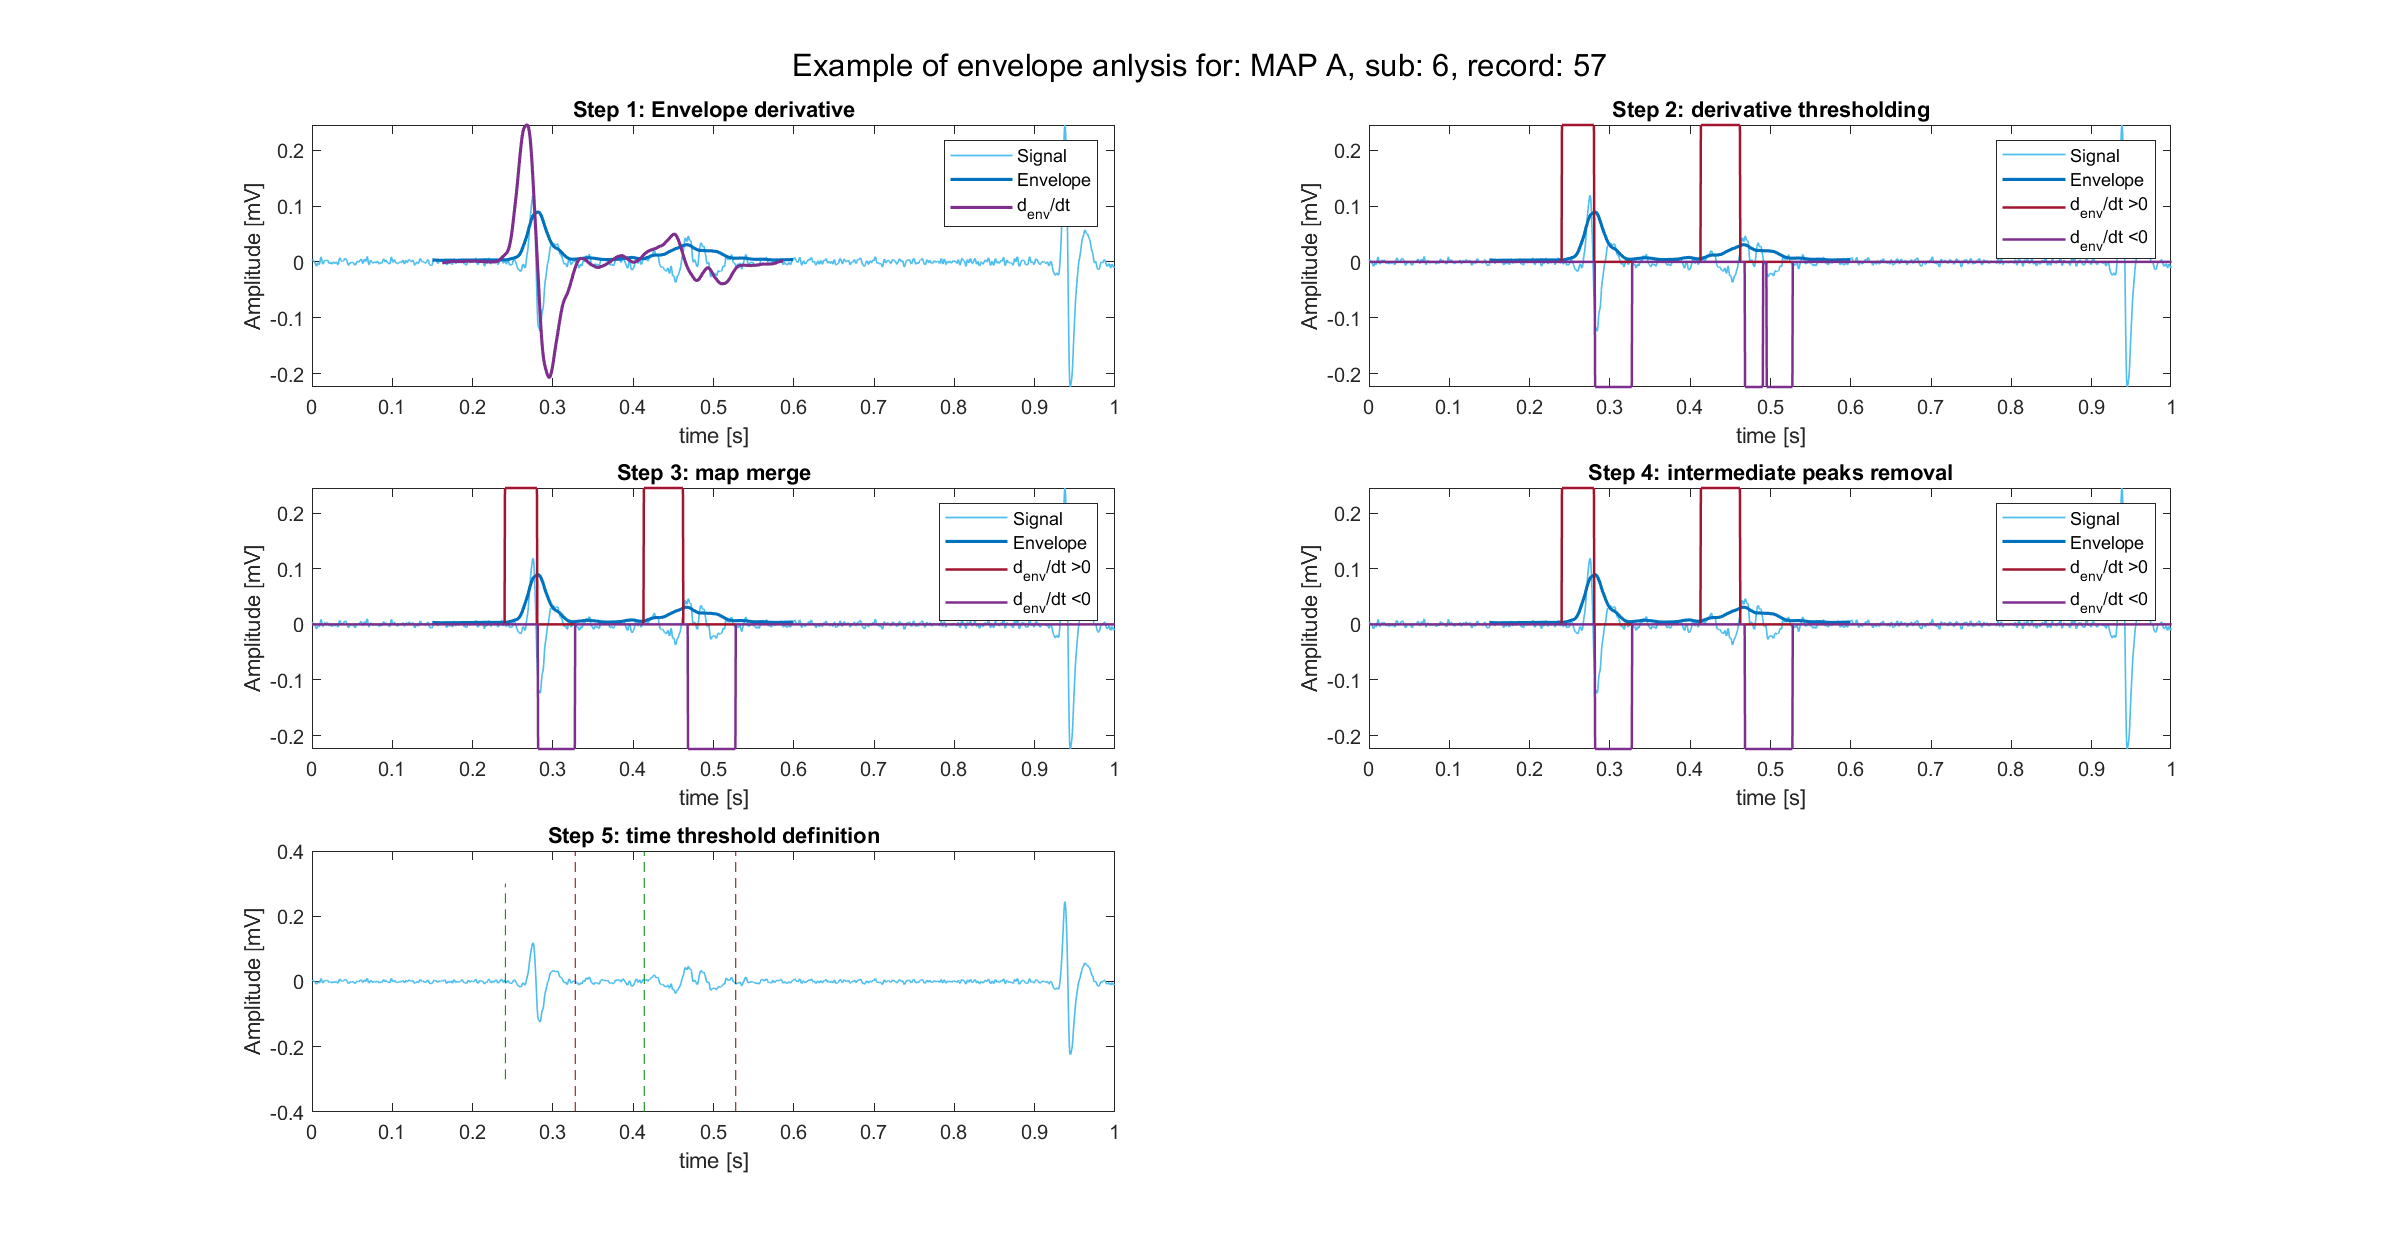 Example of envelope anlysis for: MAP A, sub: 6, record: 57
Step 1: Envelope derivative
0.2
0.1
0
-0.1
-0.2
Amplitude [mV]
0 0.1 0.2 0.3 0.4 0.5 0.6 0.7 0.8 0.9 1
time [s]
Signal
Envelope
d_env/dt
Step 2: derivative thresholding
0.2
0.1
0
-0.1
-0.2
Amplitude [mV]
0 0.1 0.2 0.3 0.4 0.5 0.6 0.7 0.8 0.9 1
time [s]
Signal
Envelope
d_env/dt >0
d_env/dt <0
Step 3: map merge
0.2
0.1
0
-0.1
-0.2
Amplitude [mV]
0 0.1 0.2 0.3 0.4 0.5 0.6 0.7 0.8 0.9 1
time [s]
Signal
Envelope
d_env/dt >0
d_env/dt <0
Step 4: intermediate peaks removal
0.2
0.1
0
-0.1
-0.2
Amplitude [mV]
0 0.1 0.2 0.3 0.4 0.5 0.6 0.7 0.8 0.9 1
time [s]
Signal
Envelope
d_env/dt >0
d_env/dt <0
Step 5: time threshold definition
0.4
0.2
0
-0.2
-0.4
Amplitude [mV]
0 0.1 0.2 0.3 0.4 0.5 0.6 0.7 0.8 0.9 1
time [s]